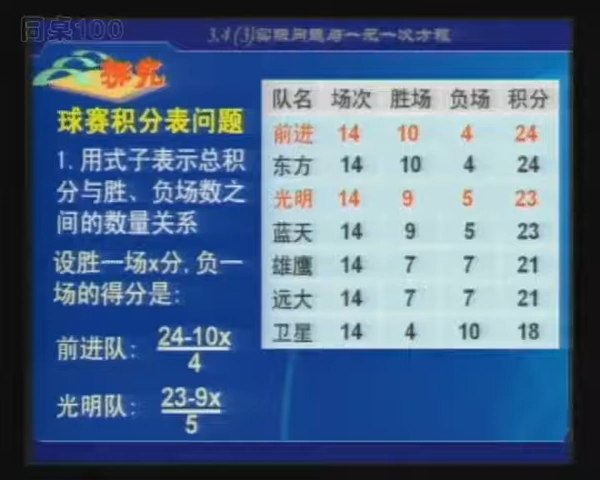 同桌100
3.4 (3)实际问题与一元一次方程
探究
球赛积分表问题
1. 用式子表示总积
分与胜、负场数之
间的数量关系
设胜一场x分, 负一
场的得分是:
前进队: 24-10x
4
光明队: 23-9x
5
队名 场次 胜场 负场 积分
前进 14 10 4 24
东方 14 10 4 24
光明 14 9 5 23
蓝天 14 9 5 23
雄鹰 14 7 7 21
远大 14 7 7 21
卫星 14 4 10 18